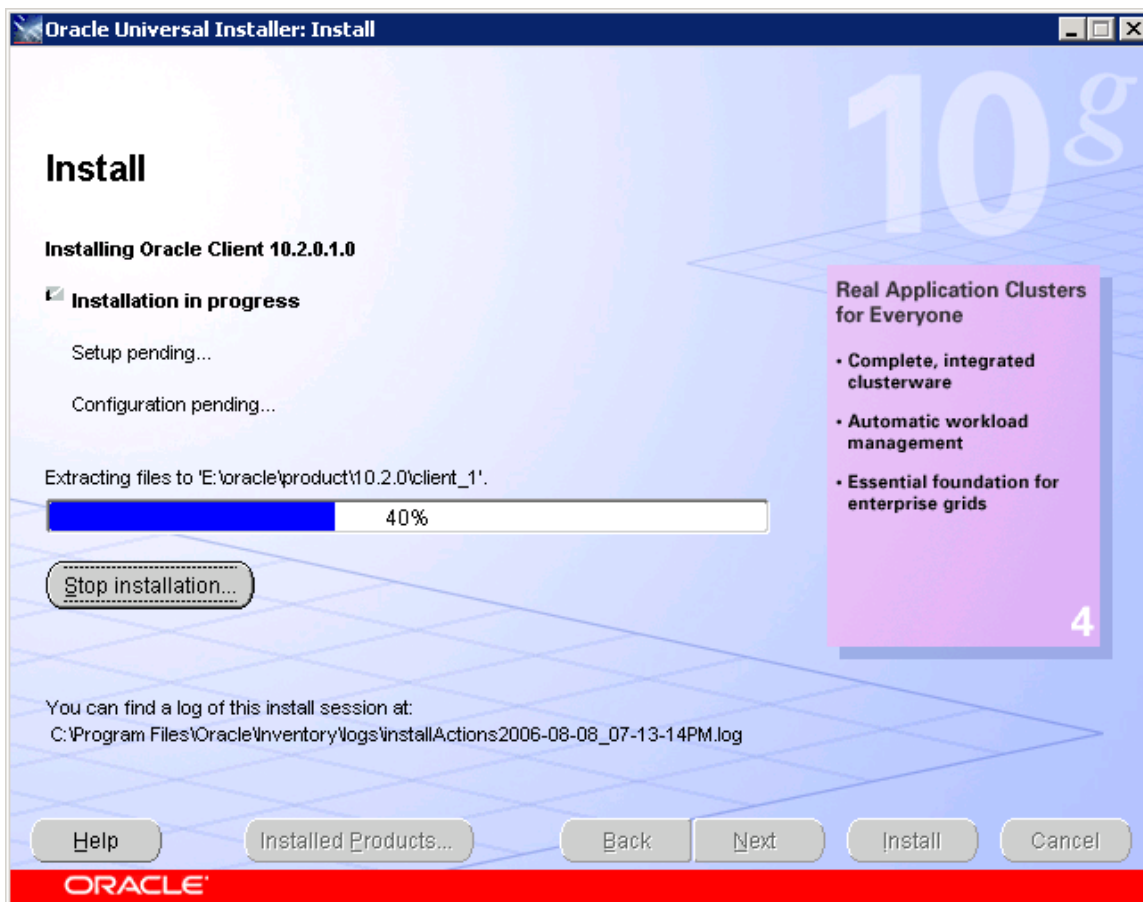 Oracle Universal Installer: Install
10g
Install
Installing Oracle Client 10.2.0.1.0
Installation in progress
Setup pending...
Configuration pending...
Extracting files to 'E:\oracle\product\10.2.0\client_1'.
40%
Stop installation...
Real Application Clusters
for Everyone
• Complete, integrated
clusterware
• Automatic workload
management
• Essential foundation for
enterprise grids
4
You can find a log of this install session at:
C:\Program Files\Oracle\Inventory\logs\installActions2006-08-08_07-13-14PM.log
Help
Installed Products...
Back
Next
Install
Cancel
ORACLE